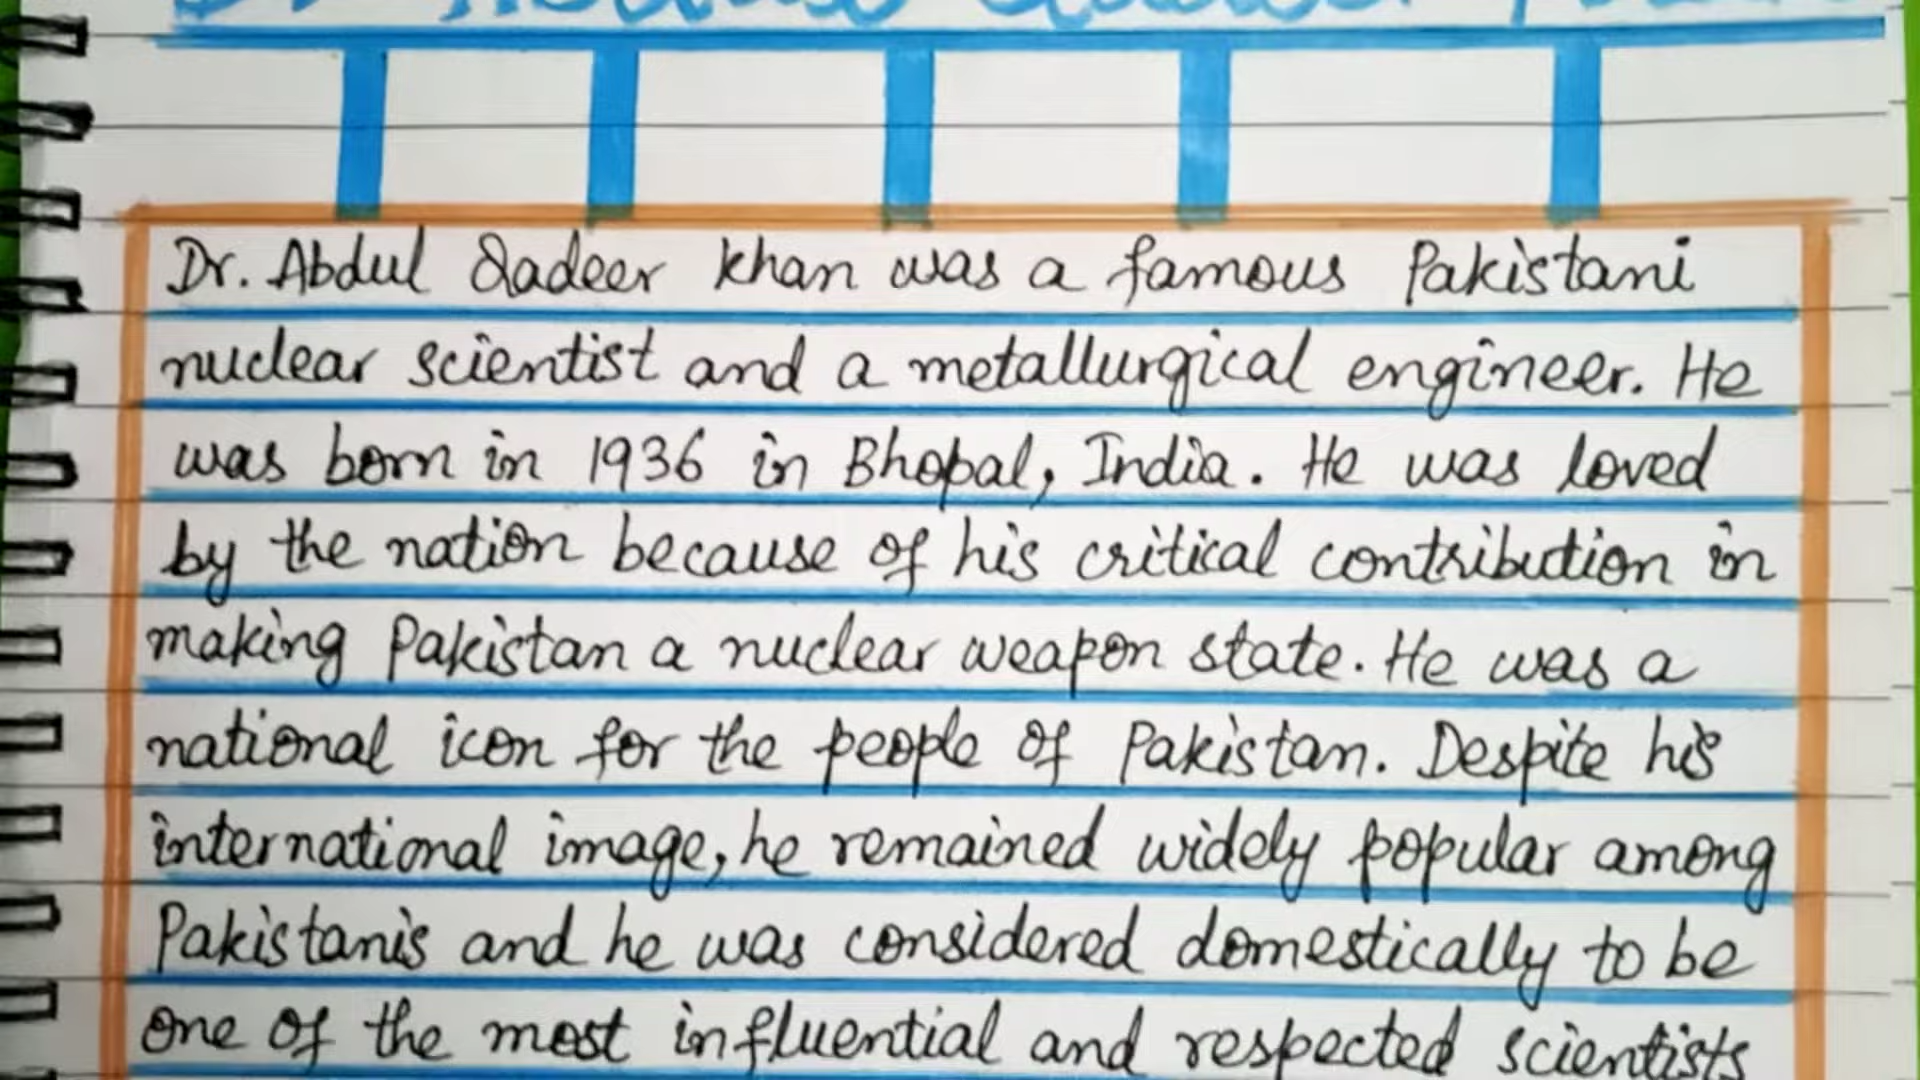 Dr. Abdul Qadeer
Dr. Abdul Qadeer Khan was a famous Pakistani
nuclear scientist and a metallurgical engineer. He
was born in 1936 in Bhopal, India. He was loved
by the nation because of his critical contribution in
making Pakistan a nuclear weapon state. He was a
national icon for the people of Pakistan. Despite his
international image, he remained widely popular among
Pakistanis and he was considered domestically to be
one of the most influential and respected scientists